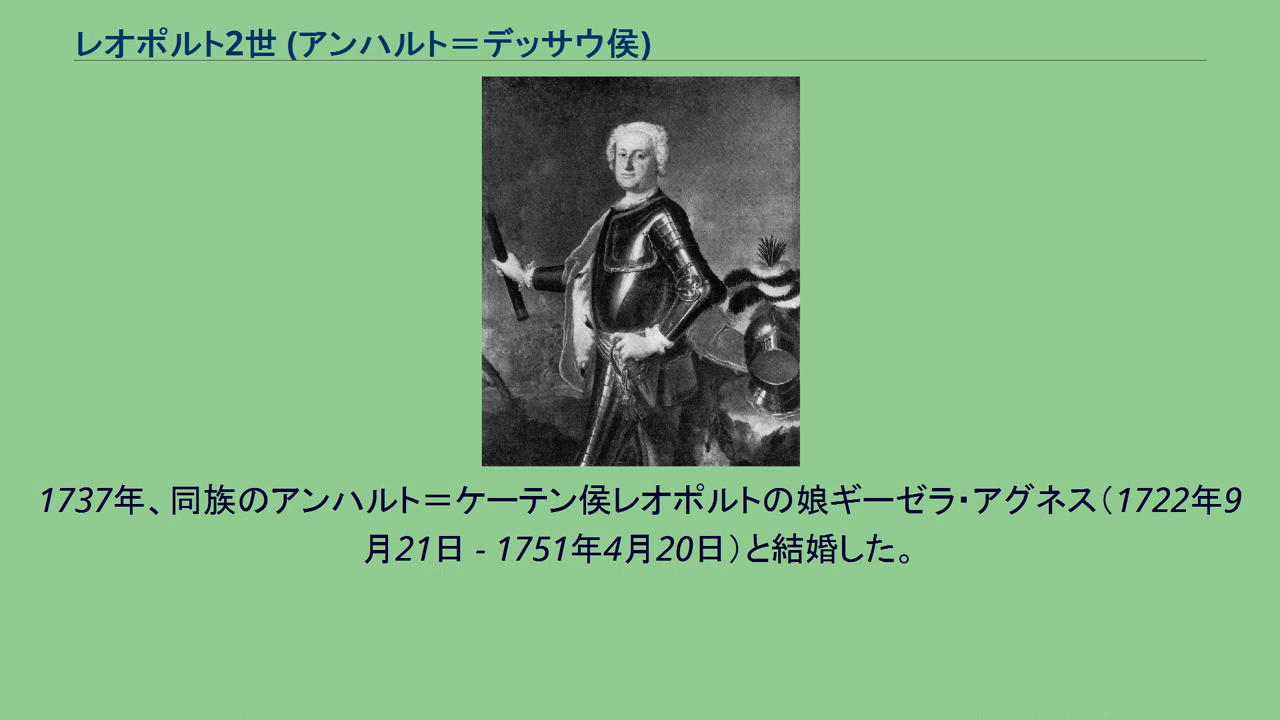 レオポルト2世 (アンハルト＝デッサウ侯)
1737年、同族のアンハルト＝ケーテン侯レオポルトの娘ギーゼラ・アグネス（1722年9
月21日 - 1751年4月20日）と結婚した。